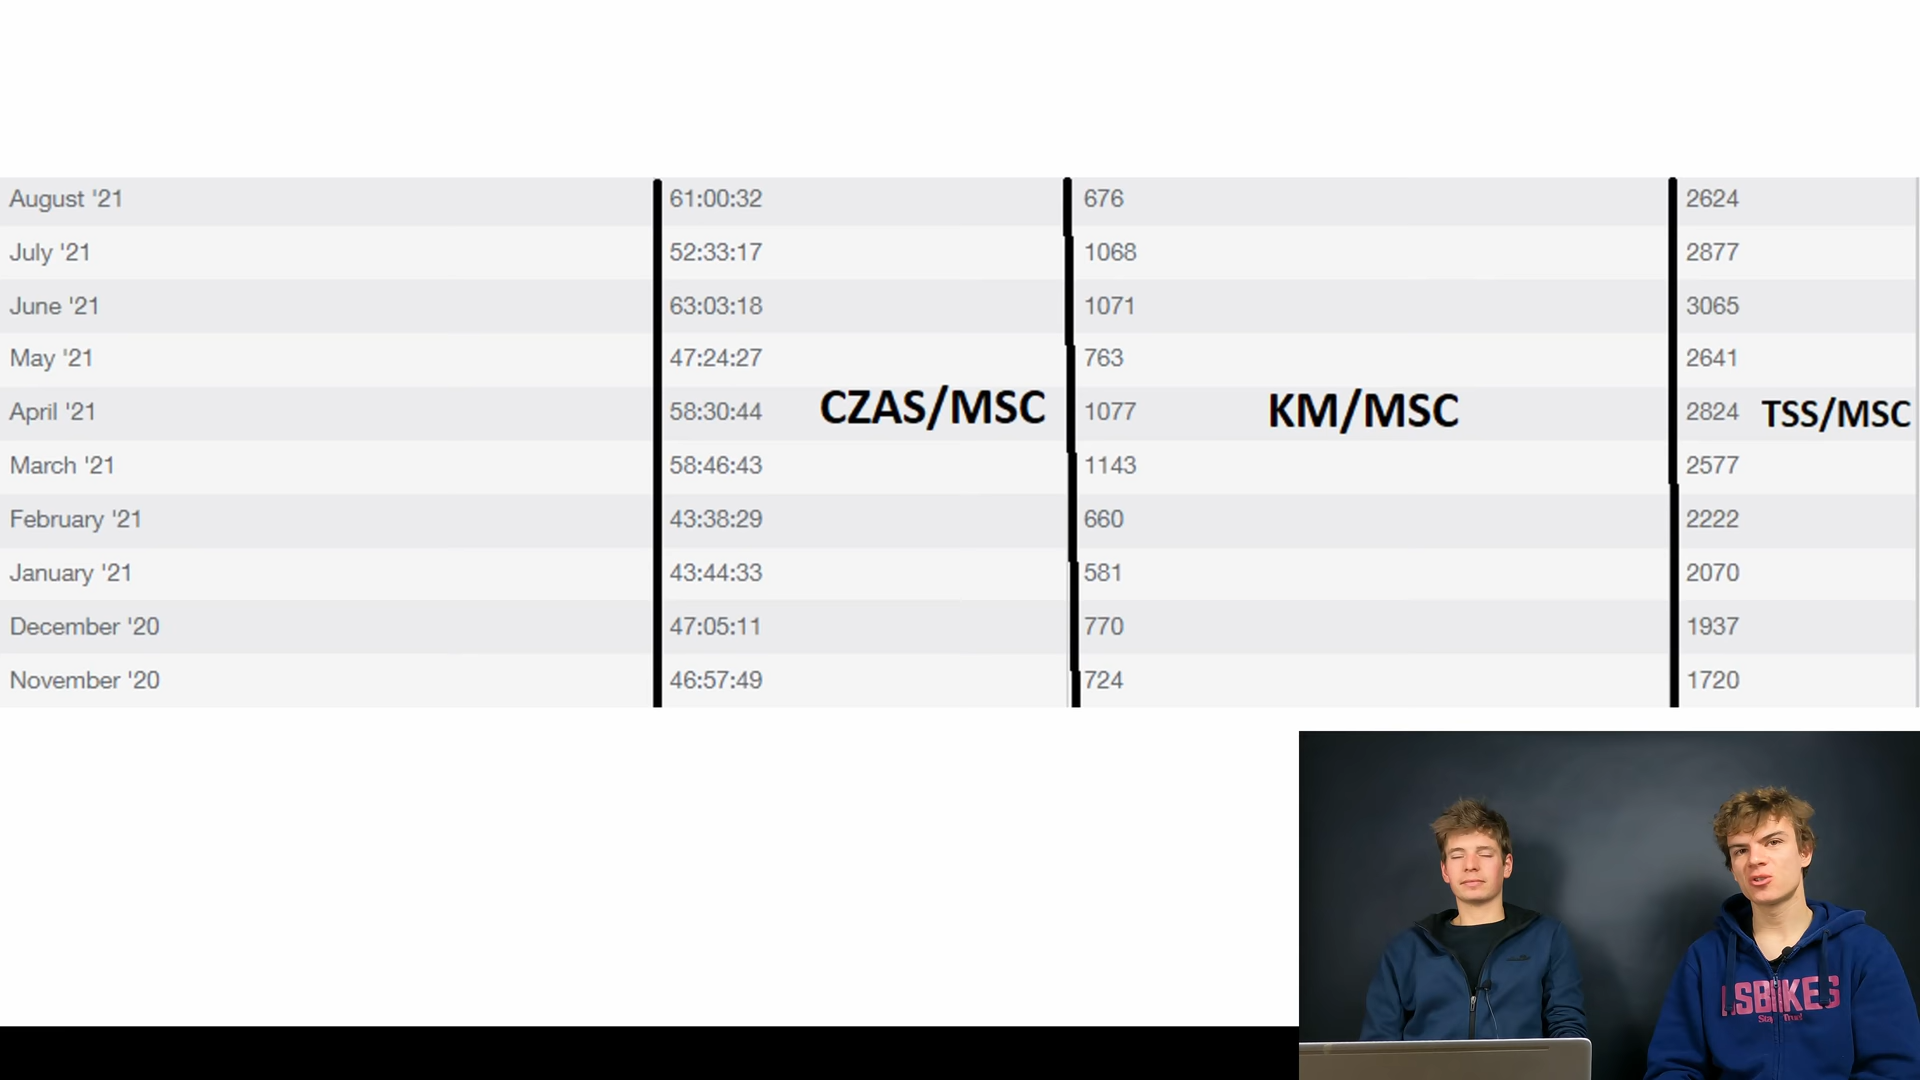 August '21 61:00:32 676 2624
July '21 52:33:17 1068 2877
June '21 63:03:18 1071 3065
May '21 47:24:27 763 2641
April '21 58:30:44 CZAS/MSC 1077 KM/MSC 2824 TSS/MSC
March '21 58:46:43 1143 2577
February '21 43:38:29 660 2222
January '21 43:44:33 581 2070
December '20 47:05:11 770 1937
November '20 46:57:49 724 1720